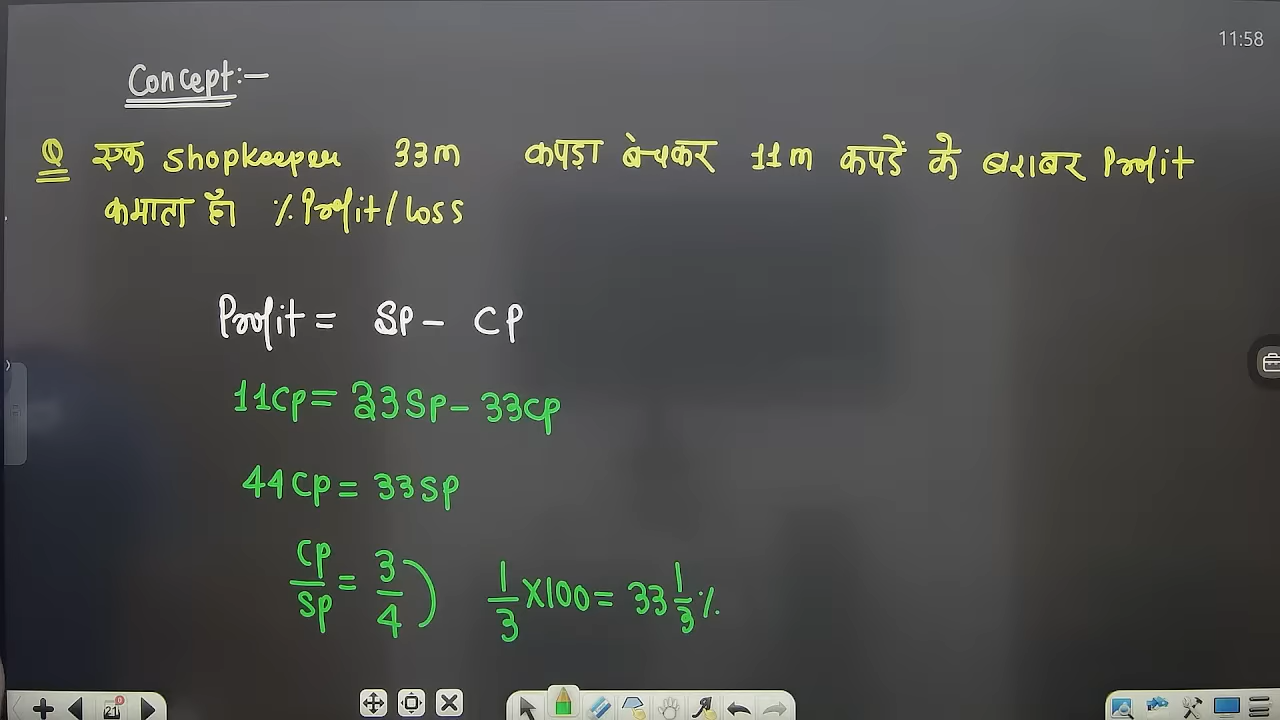 11:58
Concept:-
Q एक shopkeeper 33m कपड़ा बेचकर 11m कपड़ें के बराबर Profit
कमाता है। % Profit/Loss
Profit = SP - CP
11CP = 33SP - 33CP
44CP = 33SP
CP/SP = 3/4) 1/3 X100 = 33 1/3 %
21